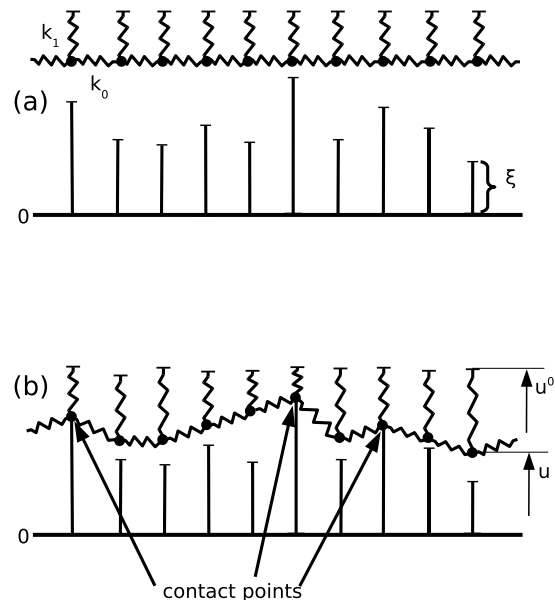 k₁
k₀
(a)
ξ
0
(b)
u⁰
u
0
contact points